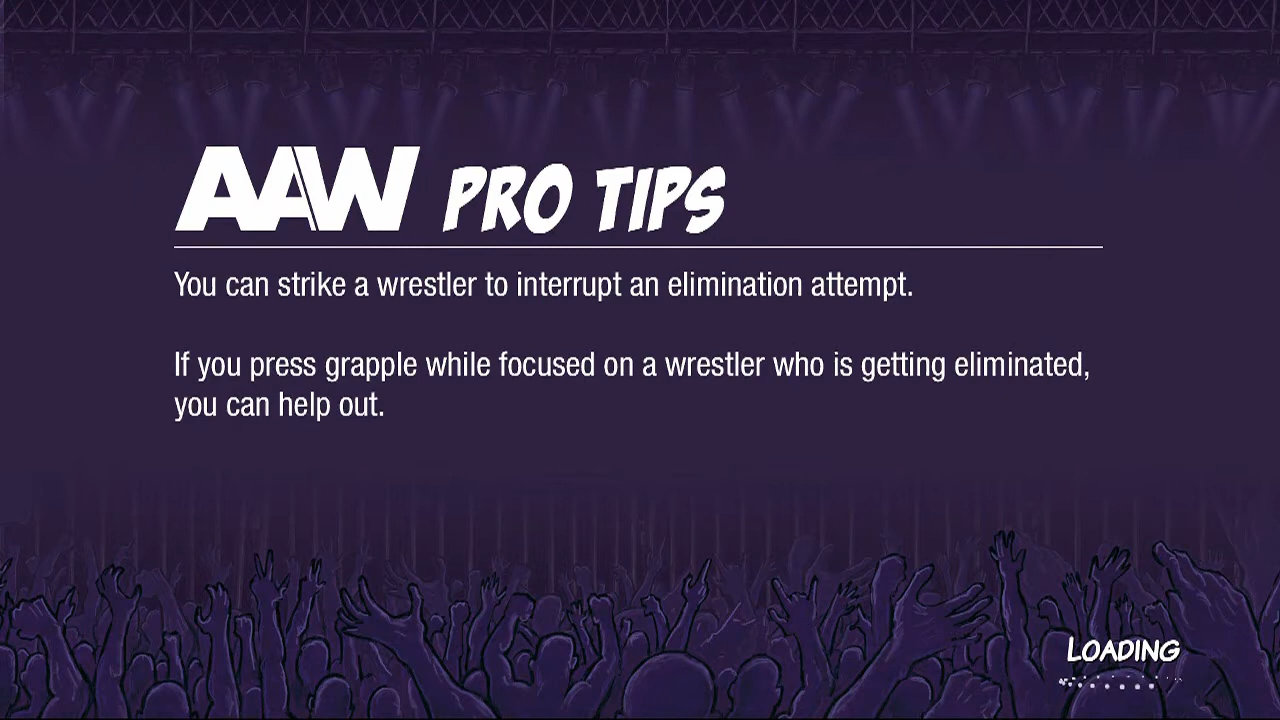 AAW PRO TIPS
You can strike a wrestler to interrupt an elimination attempt.
If you press grapple while focused on a wrestler who is getting eliminated,
you can help out.
LOADING